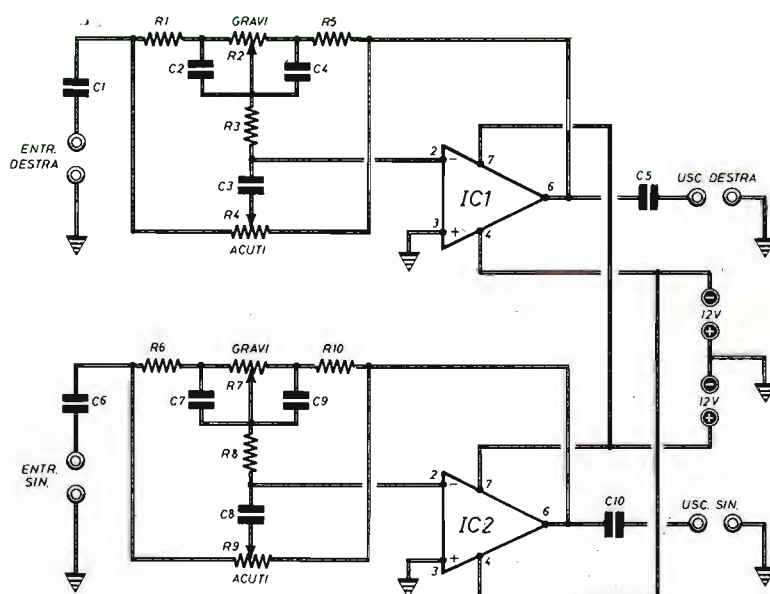 R1 GRAVI R5
C2 R2 C4
C1
R3
ENTR.
DESTRA
C3
R4
ACUTI
2 − 7
IC1 6
3 + 4
C5 USC. DESTRA
−
12V
+
−
12V
+
R6 GRAVI R10
C7 R7 C9
C6
R8
ENTR.
SIN.
C8
R9
ACUTI
2 − 7
IC2 6
3 + 4
C10 USC. SIN.